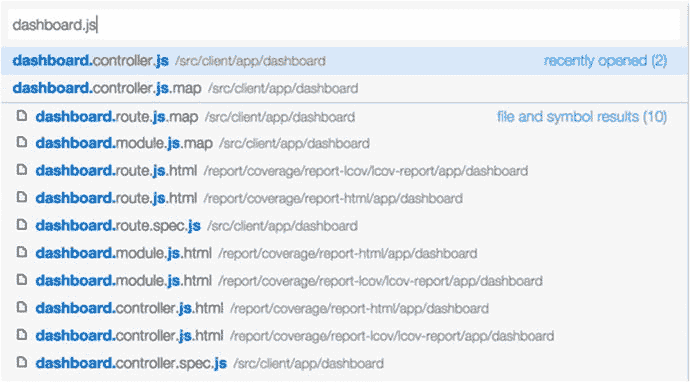 dashboard.js
dashboard.controller.js /src/client/app/dashboard recently opened (2)
dashboard.controller.js.map /src/client/app/dashboard
dashboard.route.js.map /src/client/app/dashboard file and symbol results (10)
dashboard.module.js.map /src/client/app/dashboard
dashboard.route.js.html /report/coverage/report-lcov/lcov-report/app/dashboard
dashboard.route.js.html /report/coverage/report-html/app/dashboard
dashboard.route.spec.js /src/client/app/dashboard
dashboard.module.js.html /report/coverage/report-html/app/dashboard
dashboard.module.js.html /report/coverage/report-lcov/lcov-report/app/dashboard
dashboard.controller.js.html /report/coverage/report-html/app/dashboard
dashboard.controller.js.html /report/coverage/report-lcov/lcov-report/app/dashboard
dashboard.controller.spec.js /src/client/app/dashboard